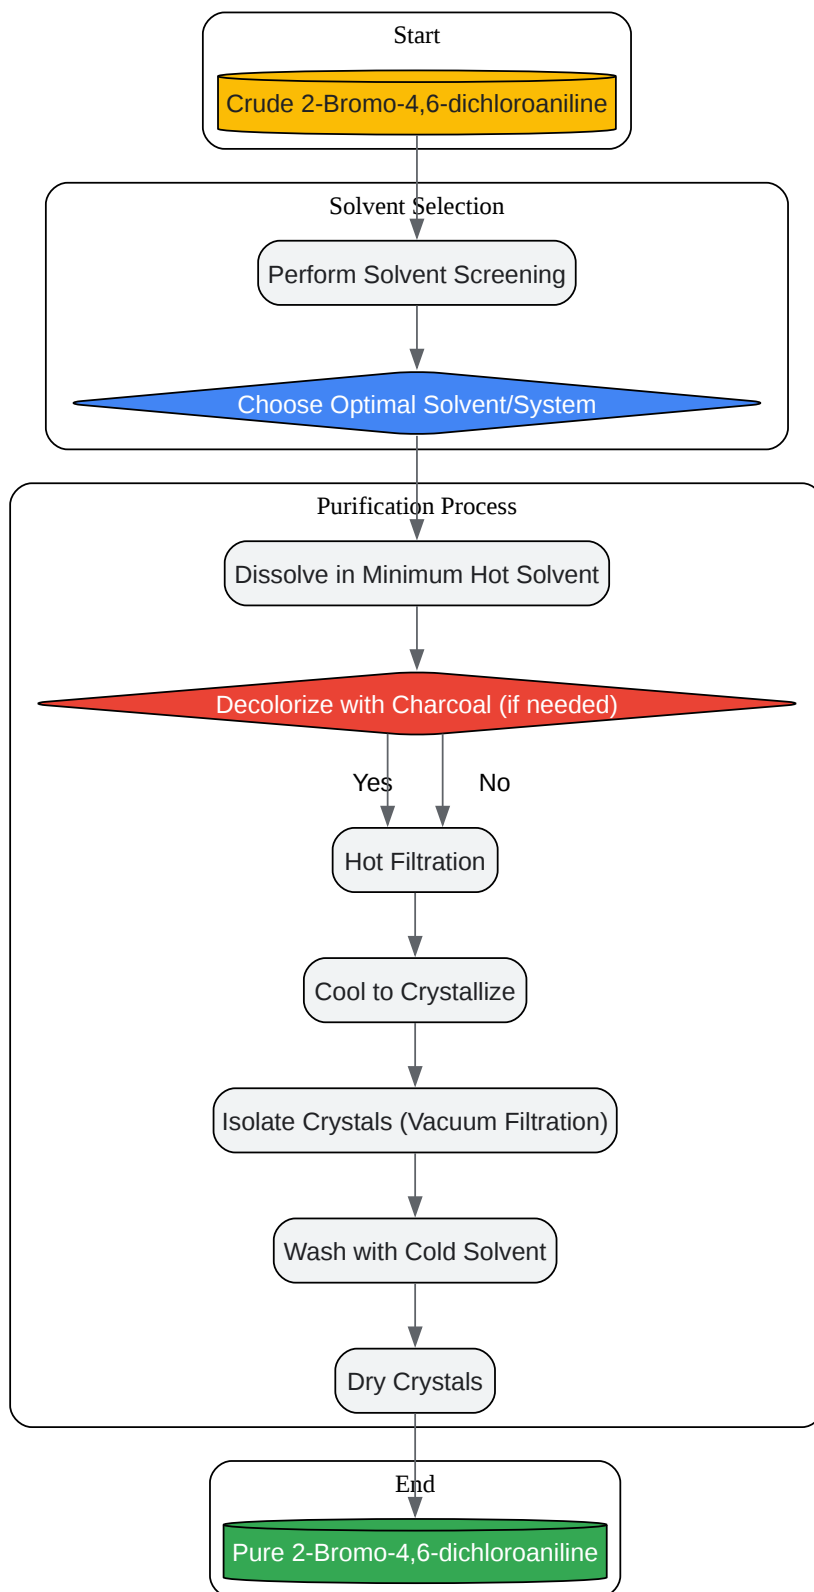 Start
Crude 2-Bromo-4,6-dichloroaniline
Solvent Selection
Perform Solvent Screening
Choose Optimal Solvent/System
Purification Process
Dissolve in Minimum Hot Solvent
Decolorize with Charcoal (if needed)
Yes No
Hot Filtration
Cool to Crystallize
Isolate Crystals (Vacuum Filtration)
Wash with Cold Solvent
Dry Crystals
End
Pure 2-Bromo-4,6-dichloroaniline